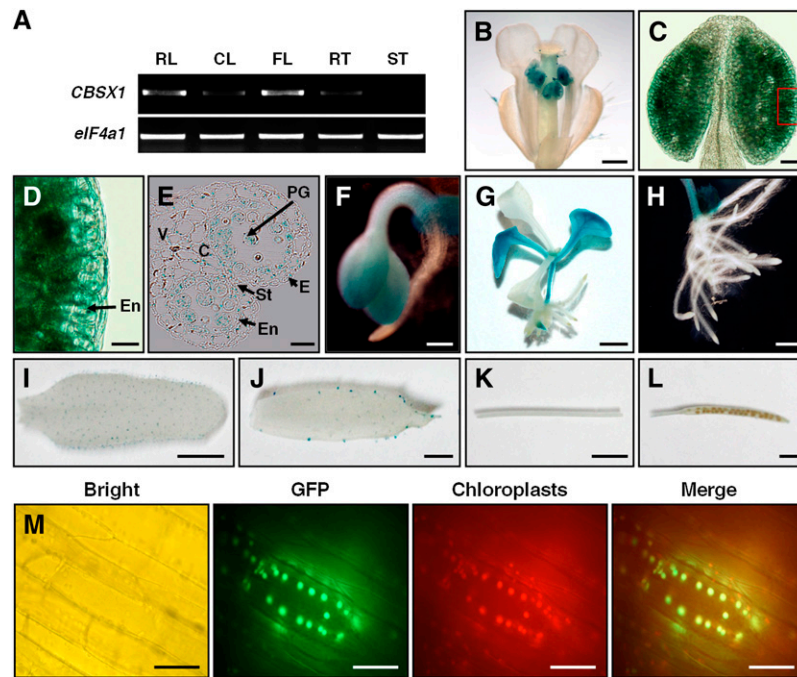 A
RL CL FL RT ST
CBSX1
eIF4a1
B
C
D
En
E
PG
V
C
St
E
En
F
G
H
I
J
K
L
Bright GFP Chloroplasts Merge
M